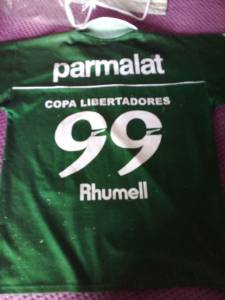 parmalat
COPA LIBERTADORES
99
Rhumell